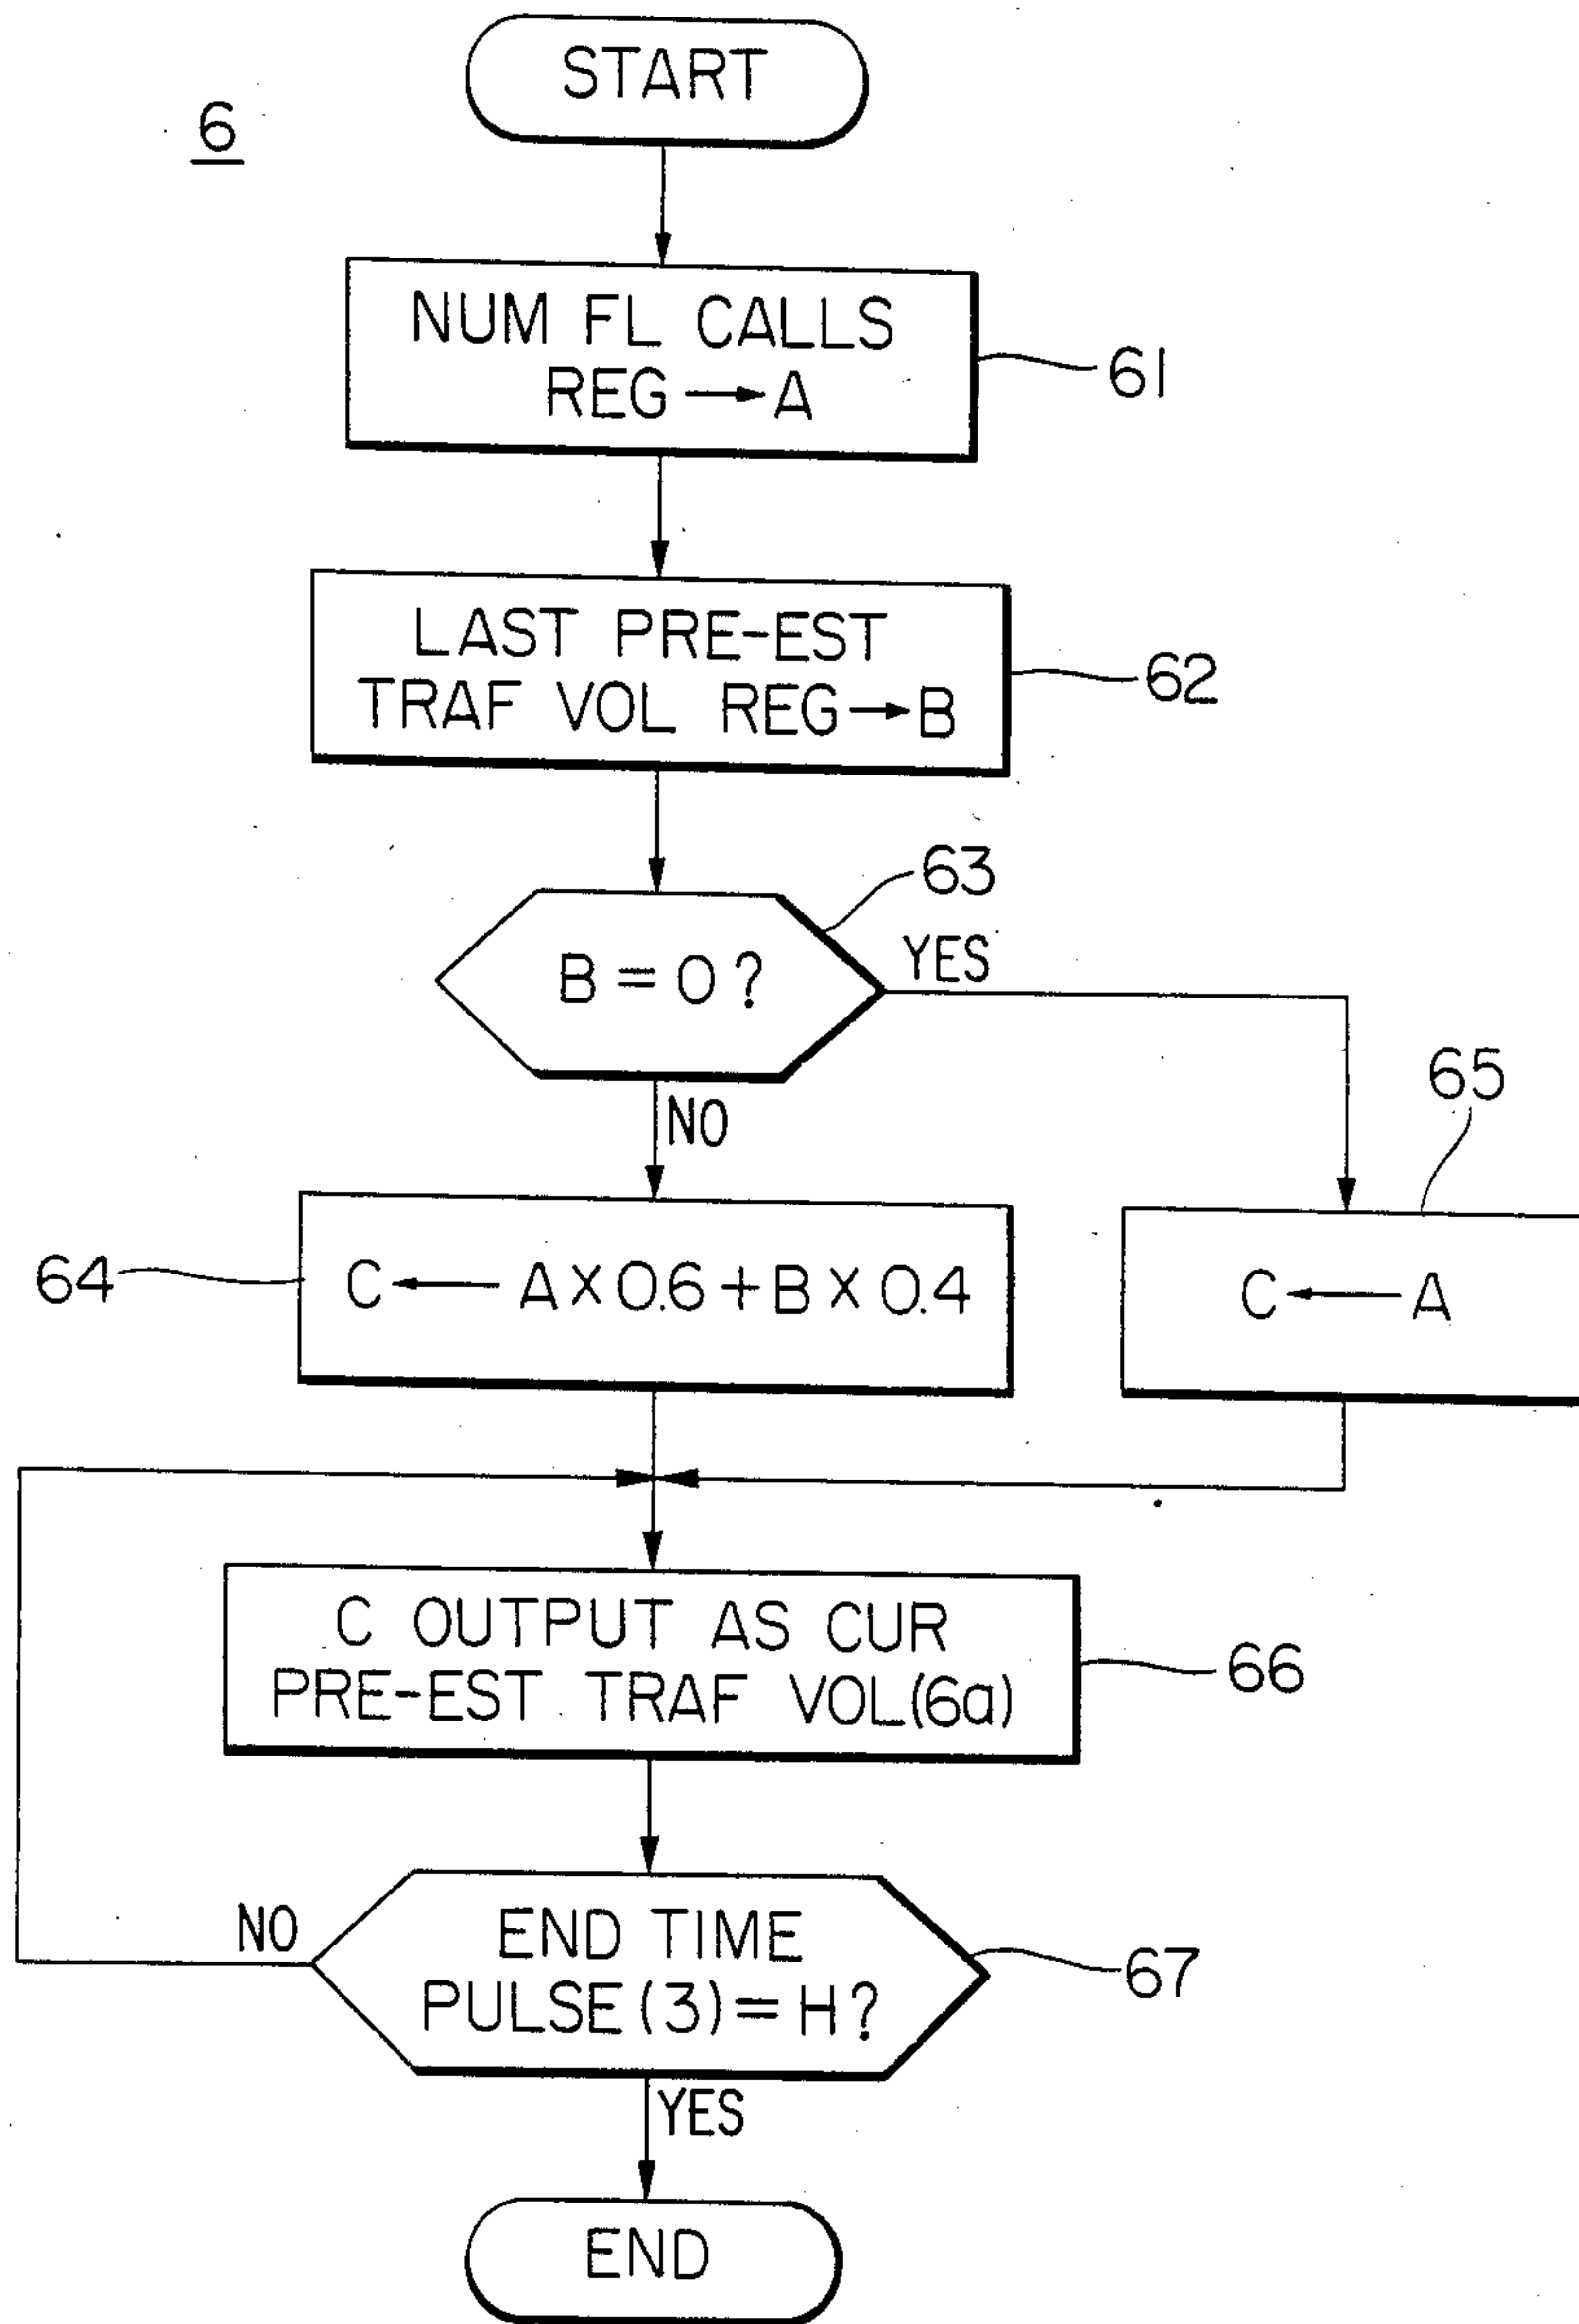 START
6
NUM FL CALLS
REG → A
61
LAST PRE-EST
TRAF VOL REG → B
62
63
B = 0 ?
YES
NO
65
64
C ← A × 0.6 + B × 0.4
C ← A
C OUTPUT AS CUR
PRE-EST TRAF VOL(6a)
66
NO
END TIME
PULSE(3) = H?
67
YES
END